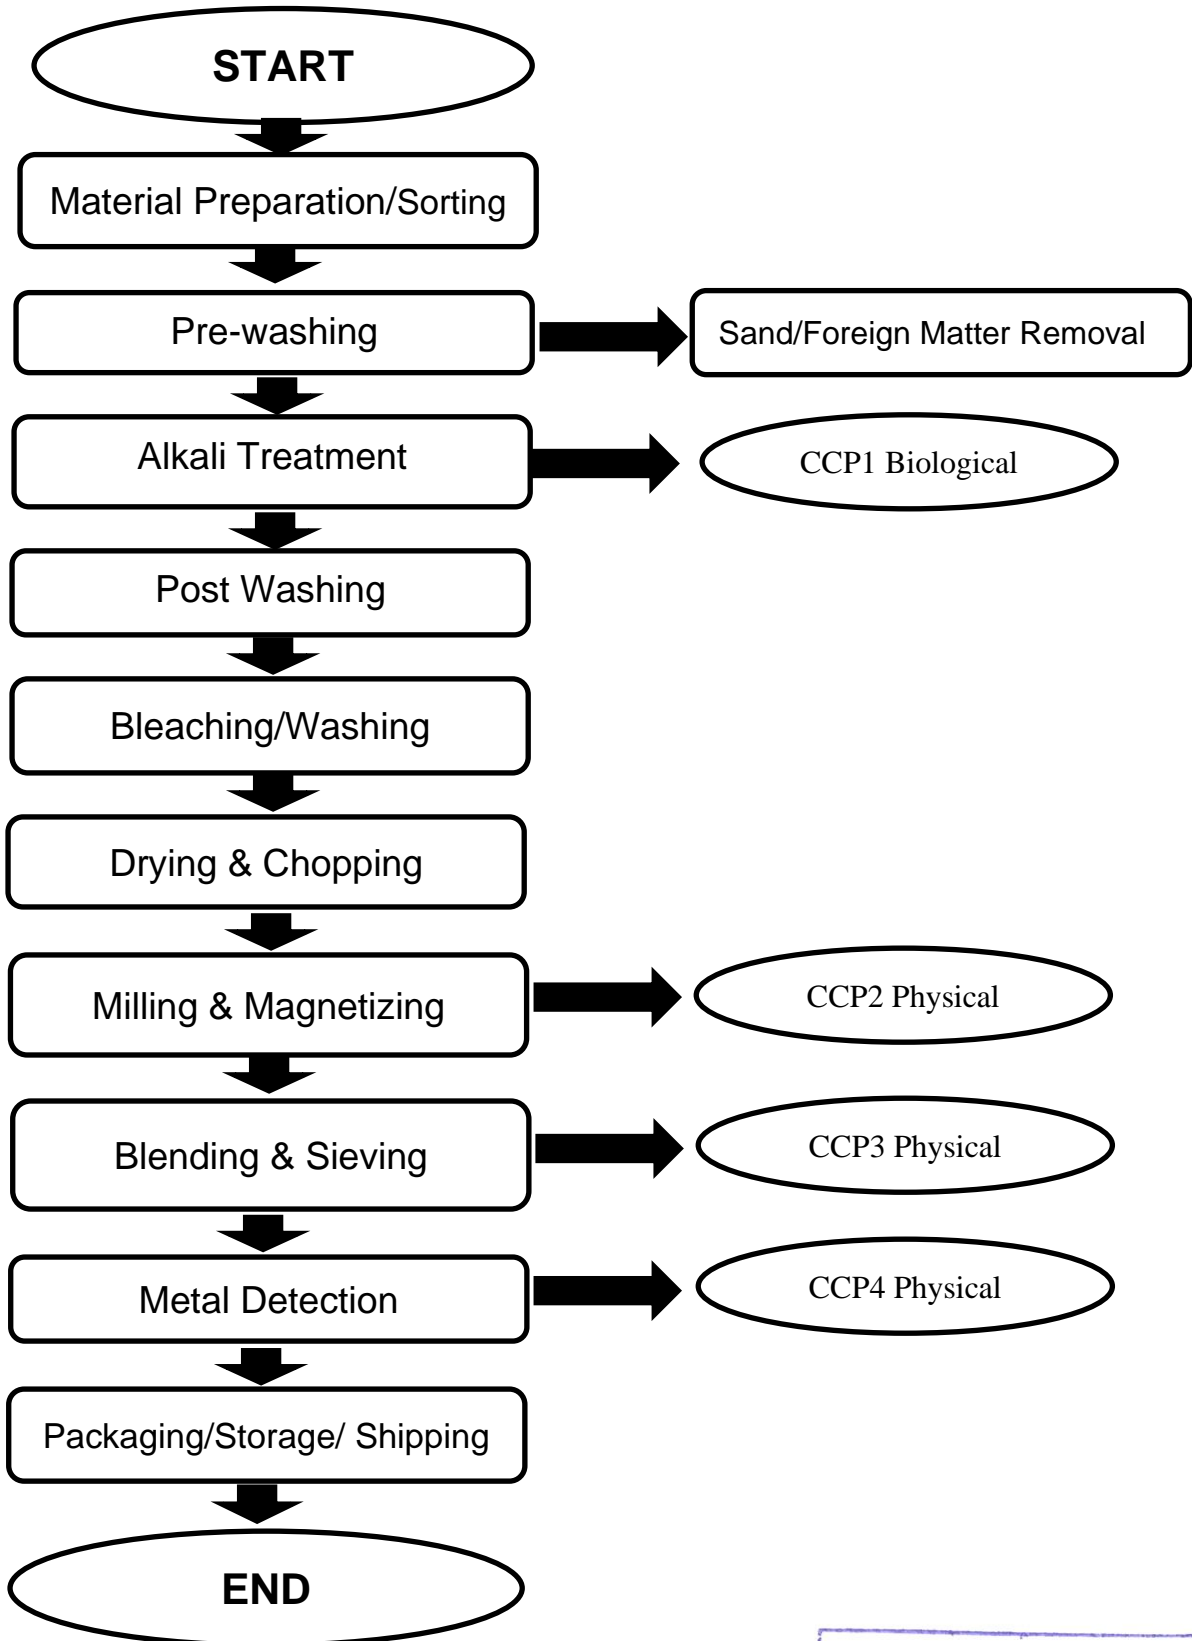 START
Material Preparation/Sorting
Pre-washing
Sand/Foreign Matter Removal
Alkali Treatment
CCP1 Biological
Post Washing
Bleaching/Washing
Drying & Chopping
Milling & Magnetizing
CCP2 Physical
Blending & Sieving
CCP3 Physical
Metal Detection
CCP4 Physical
Packaging/Storage/ Shipping
END